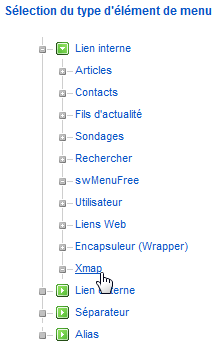 Sélection du type d'élément de menu
Lien interne
Articles
Contacts
Fils d'actualité
Sondages
Rechercher
swMenuFree
Utilisateur
Liens Web
Encapsuleur (Wrapper)
Xmap
Lien terne
Séparateur
Alias